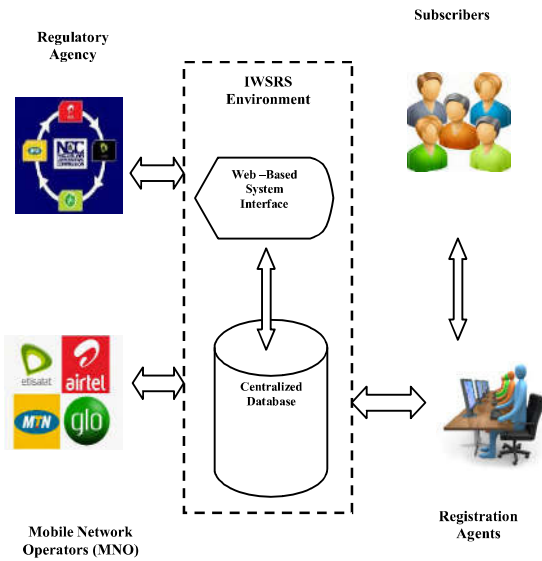 Subscribers
Regulatory
Agency
IWSRS
Environment
Web –Based
System
Interface
Centralized
Database
etisalat
airtel
MTN
glo
Mobile Network
Operators (MNO)
Registration
Agents